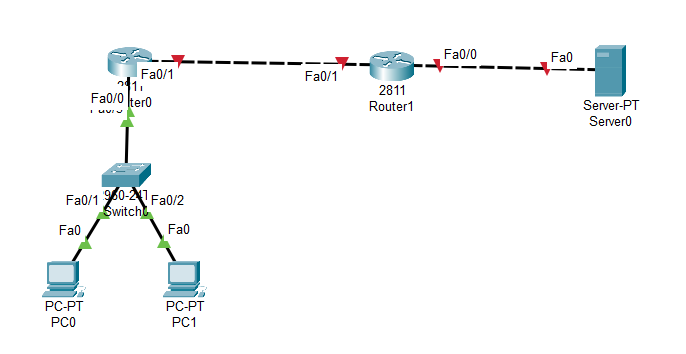 Fa0/1
Fa0/0
Fa0/1
2811
Router1
Fa0/0
Fa0
Server-PT
Server0
Fa0/1
Fa0/2
Switch0
Fa0
Fa0
PC-PT
PC0
PC-PT
PC1